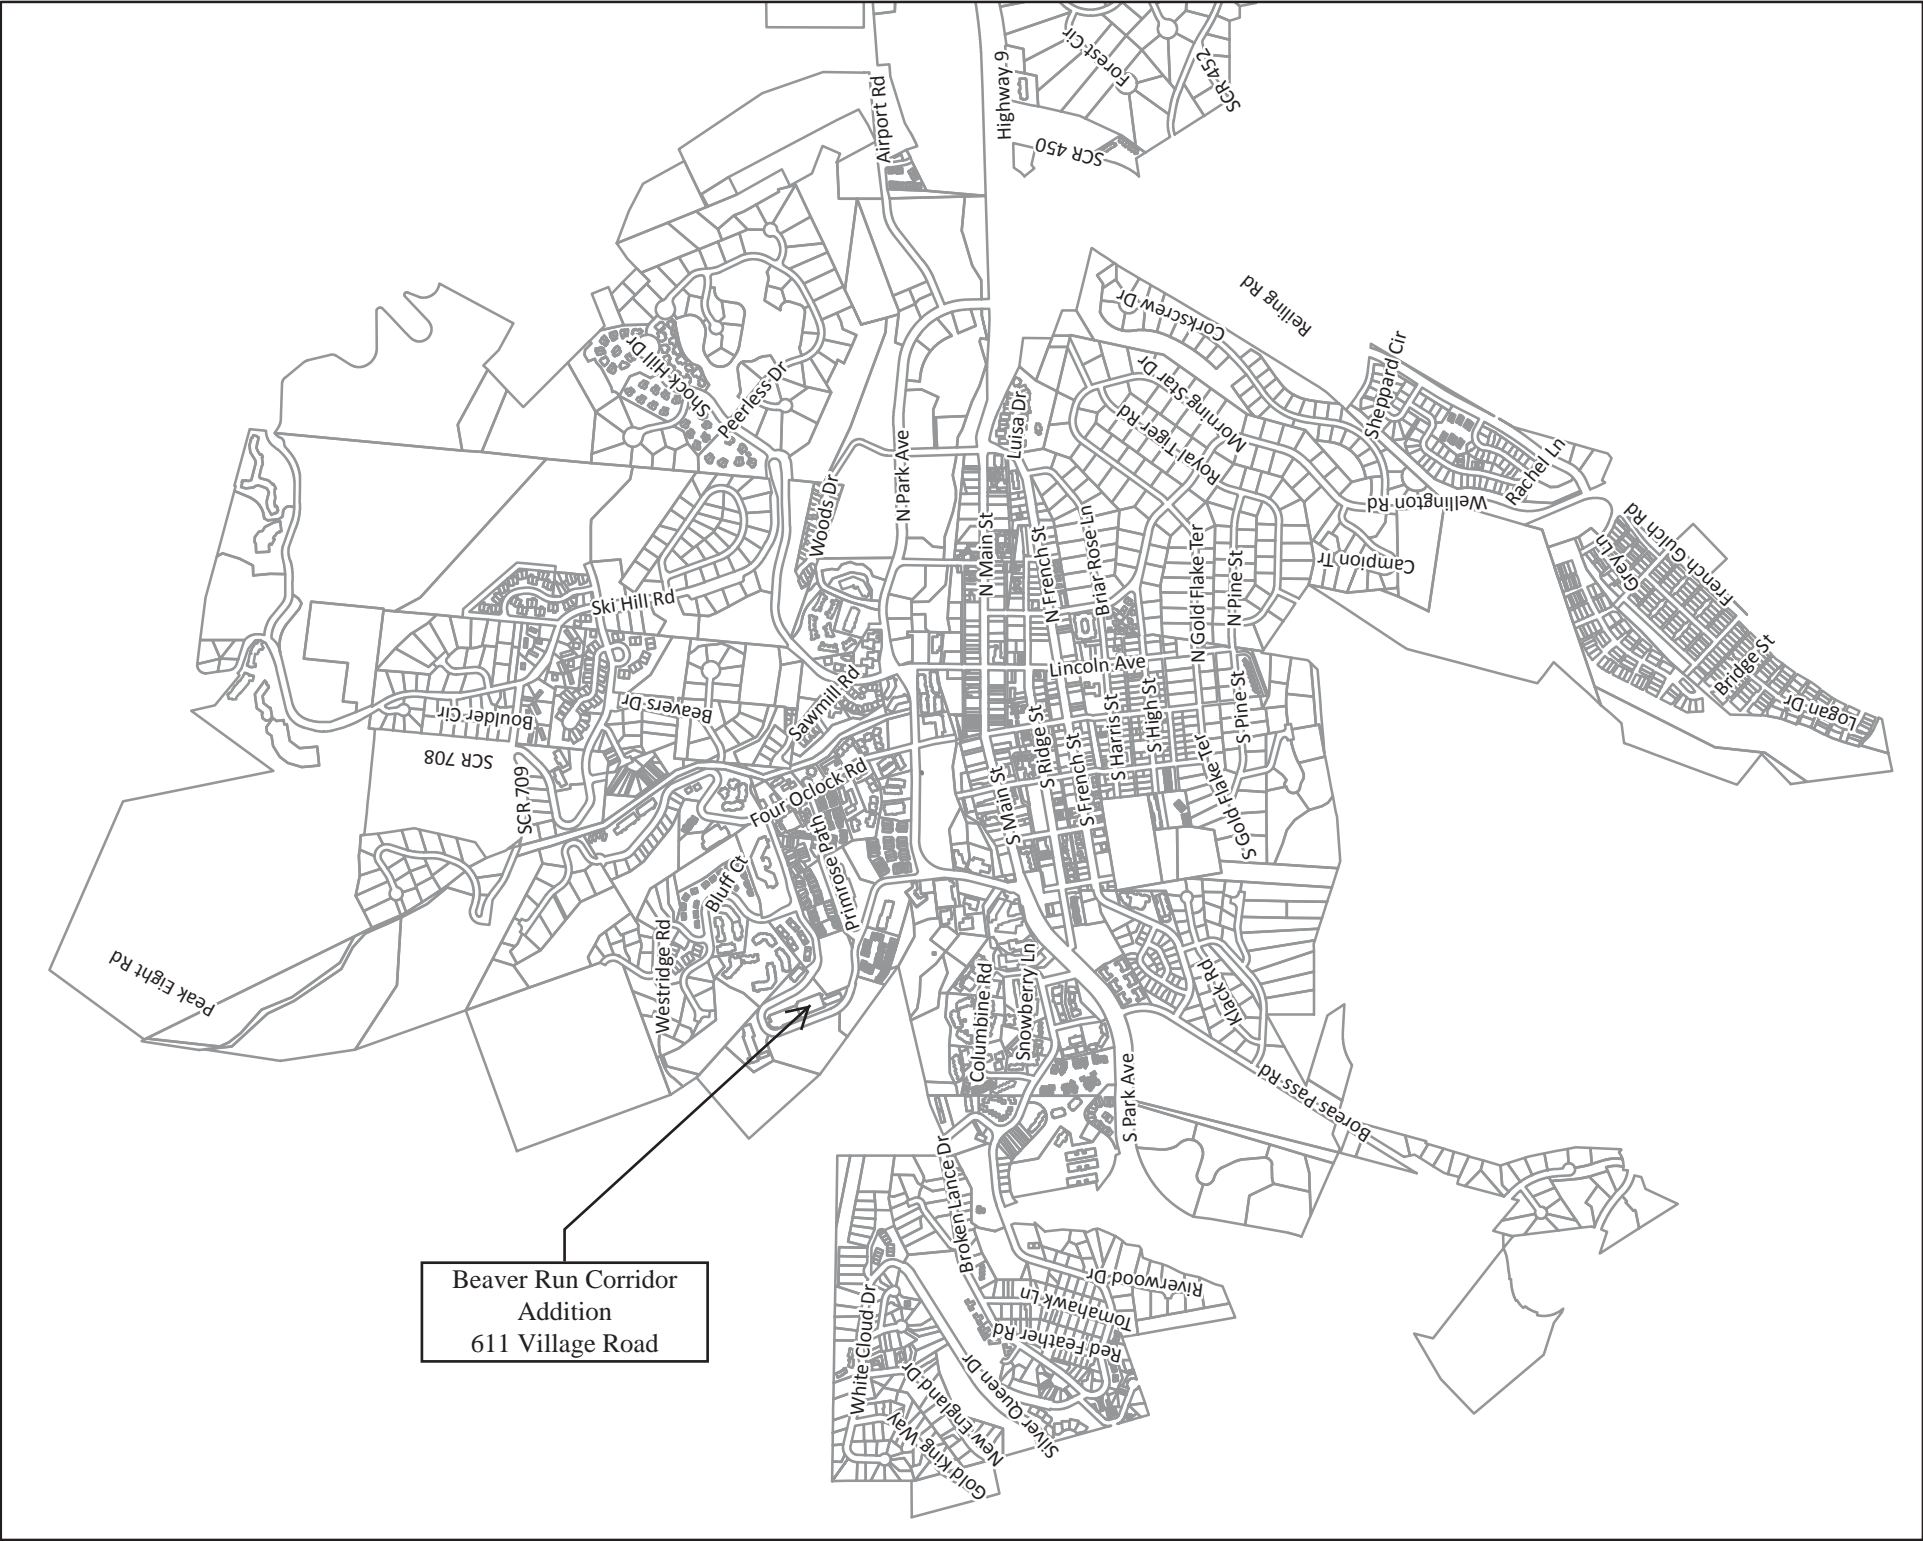 Forest Cir
SCR 452
Highway 9
Airport Rd
SCR 450
Reiling Rd
Corkscrew Dr
Shock Hill Dr
Peerless Dr
Morning Star Dr
Sheppard Cir
Royal Tiger Rd
Luisa Dr
N Park Ave
Woods Dr
Rachel Ln
Wellington Rd
French Gulch Rd
N Main St
N French St
Briar Rose Ln
N Gold Flake Ter
N Pine St
Campion Tr
Grey Ln
Ski Hill Rd
Lincoln Ave
Bridge St
Logan Dr
Sawmill Rd
Beavers Dr
Boulder Cir
SCR 708
SCR 709
S Ridge St
S French St
S Harris St
S High St
S Pine St
S Gold Flake Ter
S Main St
Four Oclock Rd
Primrose Path
Bluff Ct
Westridge Rd
Peak Eight Rd
Columbine Rd
Snowberry Ln
Klack Rd
S Park Ave
Boreas Pass Rd
Broken Lance Dr
Riverwood Dr
Tomahawk Ln
Red Feather Rd
White Cloud Dr
Silver Queen Dr
New England Dr
Gold King Way
Beaver Run Corridor
Addition
611 Village Road